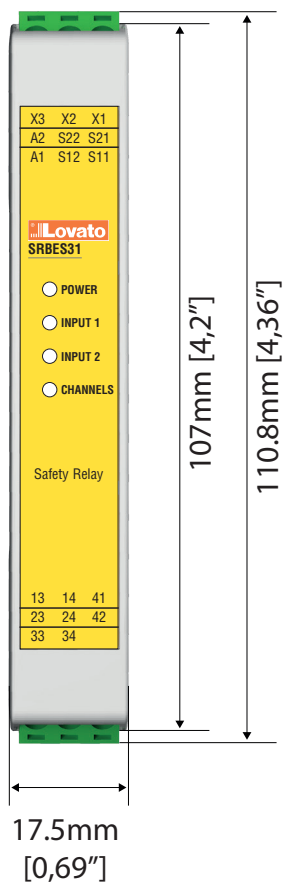 X3 X2 X1
A2 S22 S21
A1 S12 S11
Lovato
SRBES31
POWER
INPUT 1
INPUT 2
CHANNELS
Safety Relay
13 14 41
23 24 42
33 34
107mm [4,2”]
110.8mm [4,36”]
17.5mm
[0,69”]